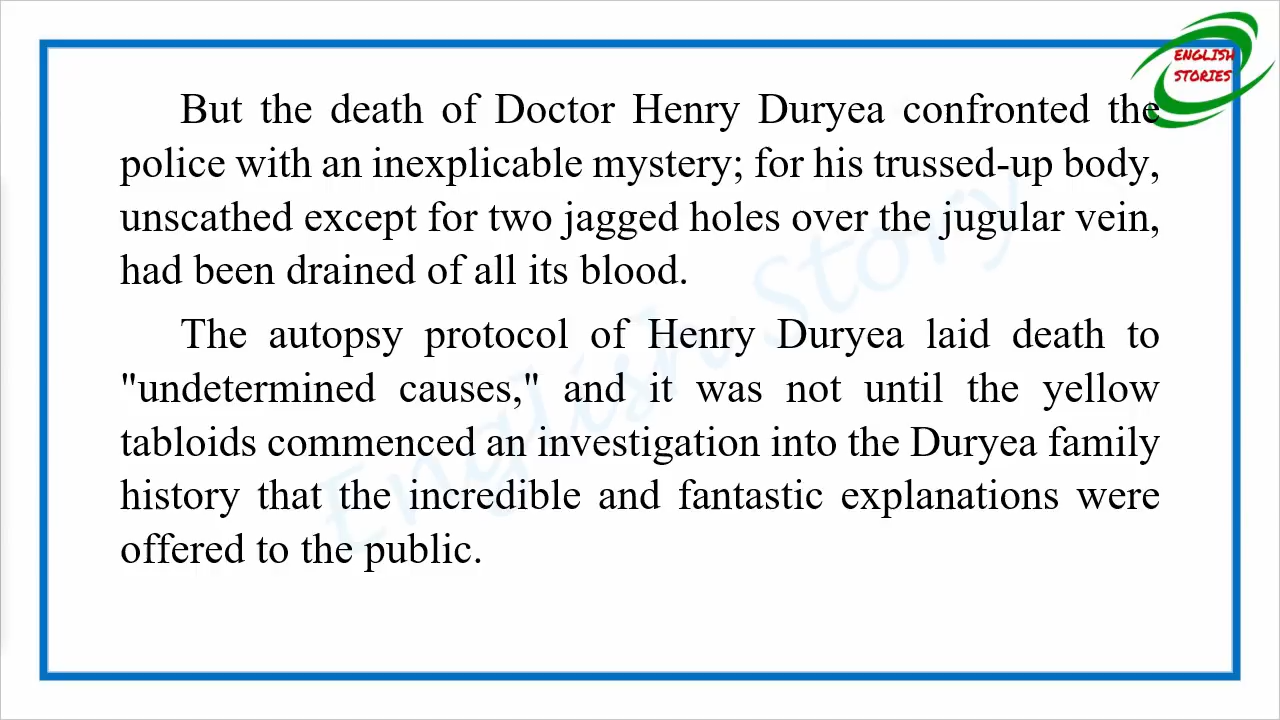 ENGLISH
STORIES
But the death of Doctor Henry Duryea confronted the
police with an inexplicable mystery; for his trussed-up body,
unscathed except for two jagged holes over the jugular vein,
had been drained of all its blood.
The autopsy protocol of Henry Duryea laid death to
"undetermined causes," and it was not until the yellow
tabloids commenced an investigation into the Duryea family
history that the incredible and fantastic explanations were
offered to the public.
English Story